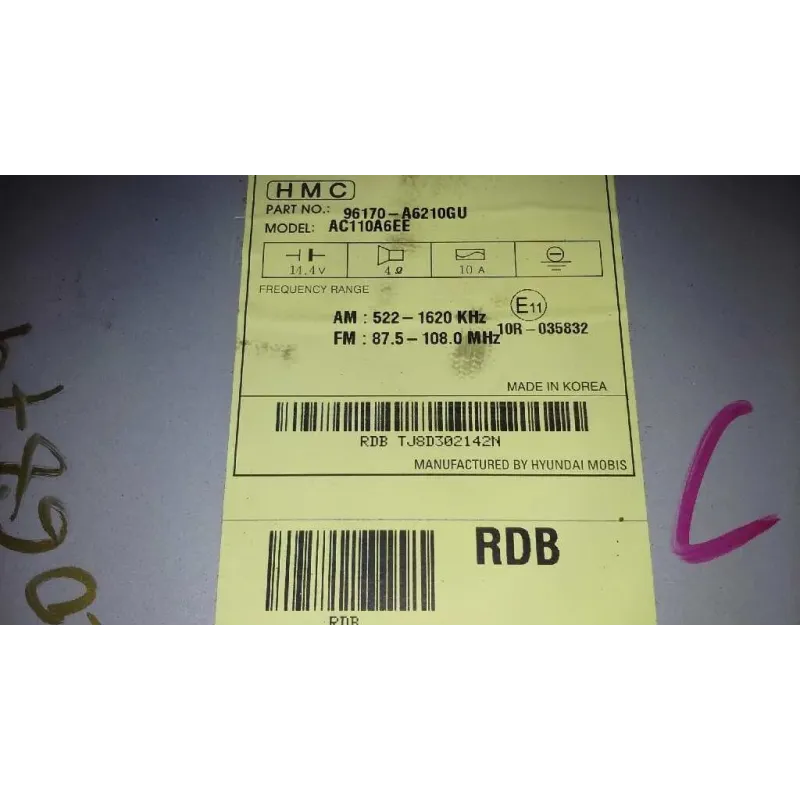 HMC
PART NO.: 96170-A6210GU
MODEL: AC110A6EE
14.4V 4Ω 10A
FREQUENCY RANGE
AM : 522-1620 KHz E11
FM : 87.5-108.0 MHz 10R-035832
MADE IN KOREA
RDB TJ8D302142N
MANUFACTURED BY HYUNDAI MOBIS
RDB
RDB